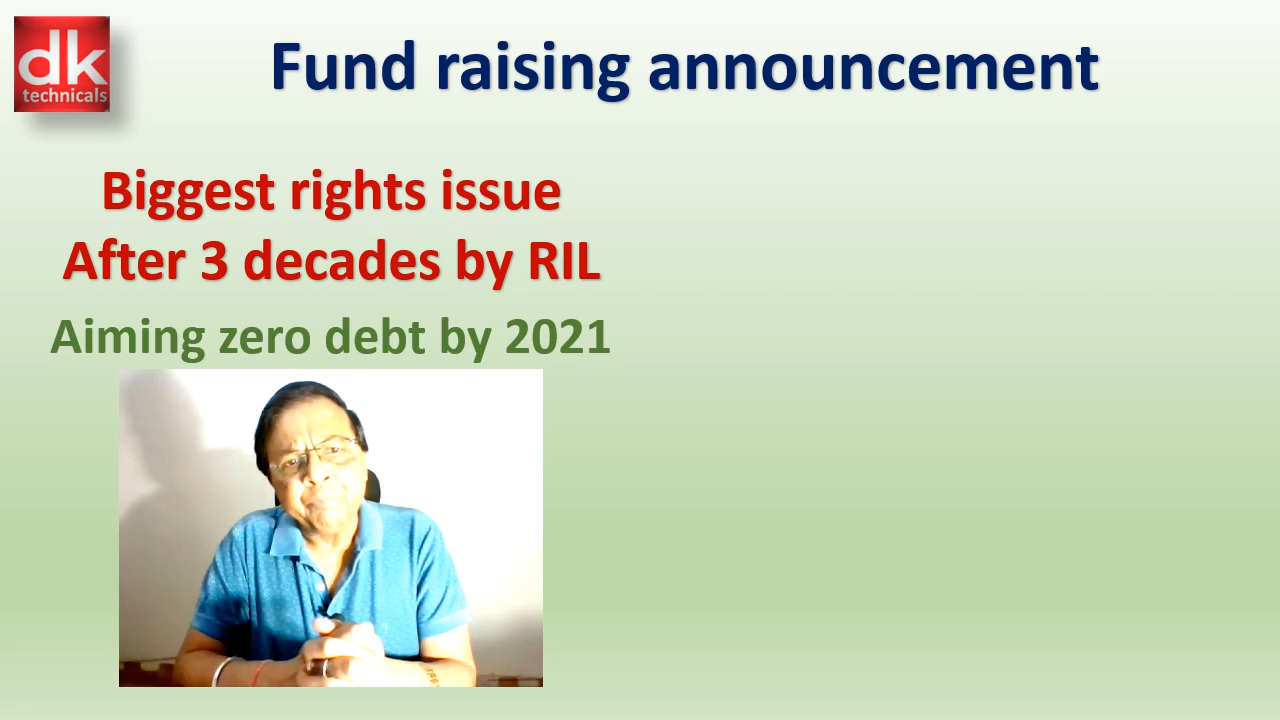 dk
technicals
Fund raising announcement
Biggest rights issue
After 3 decades by RIL
Aiming zero debt by 2021